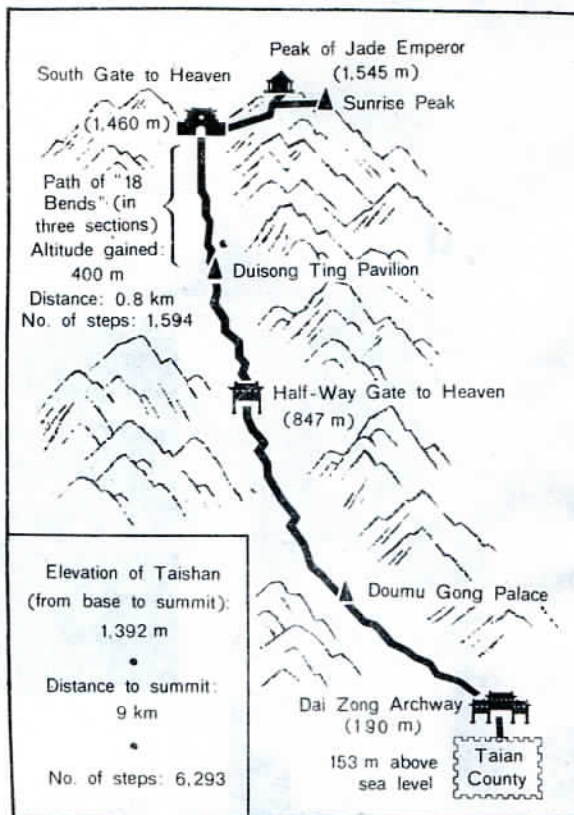 Peak of Jade Emperor
(1,545 m)
South Gate to Heaven
Sunrise Peak
(1,460 m)
Path of "18
Bends" (in
three sections)
Altitude gained:
400 m
Distance: 0.8 km
No. of steps: 1,594
Duisong Ting Pavilion
Half-Way Gate to Heaven
(847 m)
Doumu Gong Palace
Dai Zong Archway
(190 m)
153 m above
sea level
Taian
County
Elevation of Taishan
(from base to summit):
1,392 m
•
Distance to summit:
9 km
•
No. of steps: 6,293